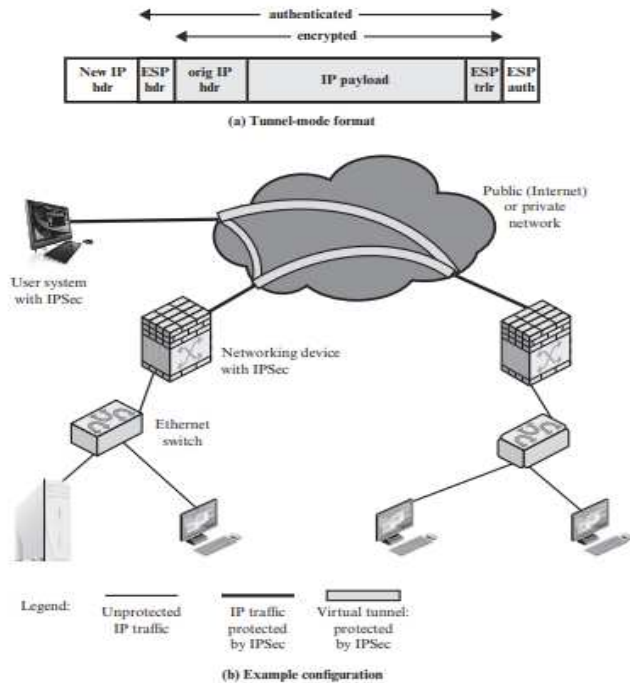 authenticated
encrypted
New IP
hdr
ESP
hdr
orig IP
hdr
IP payload
ESP
trlr
ESP
auth
(a) Tunnel-mode format
Public (Internet)
or private
network
User system
with IPSec
Networking device
with IPSec
Ethernet
switch
Legend:
Unprotected
IP traffic
IP traffic
protected
by IPSec
Virtual tunnel:
protected
by IPSec
(b) Example configuration